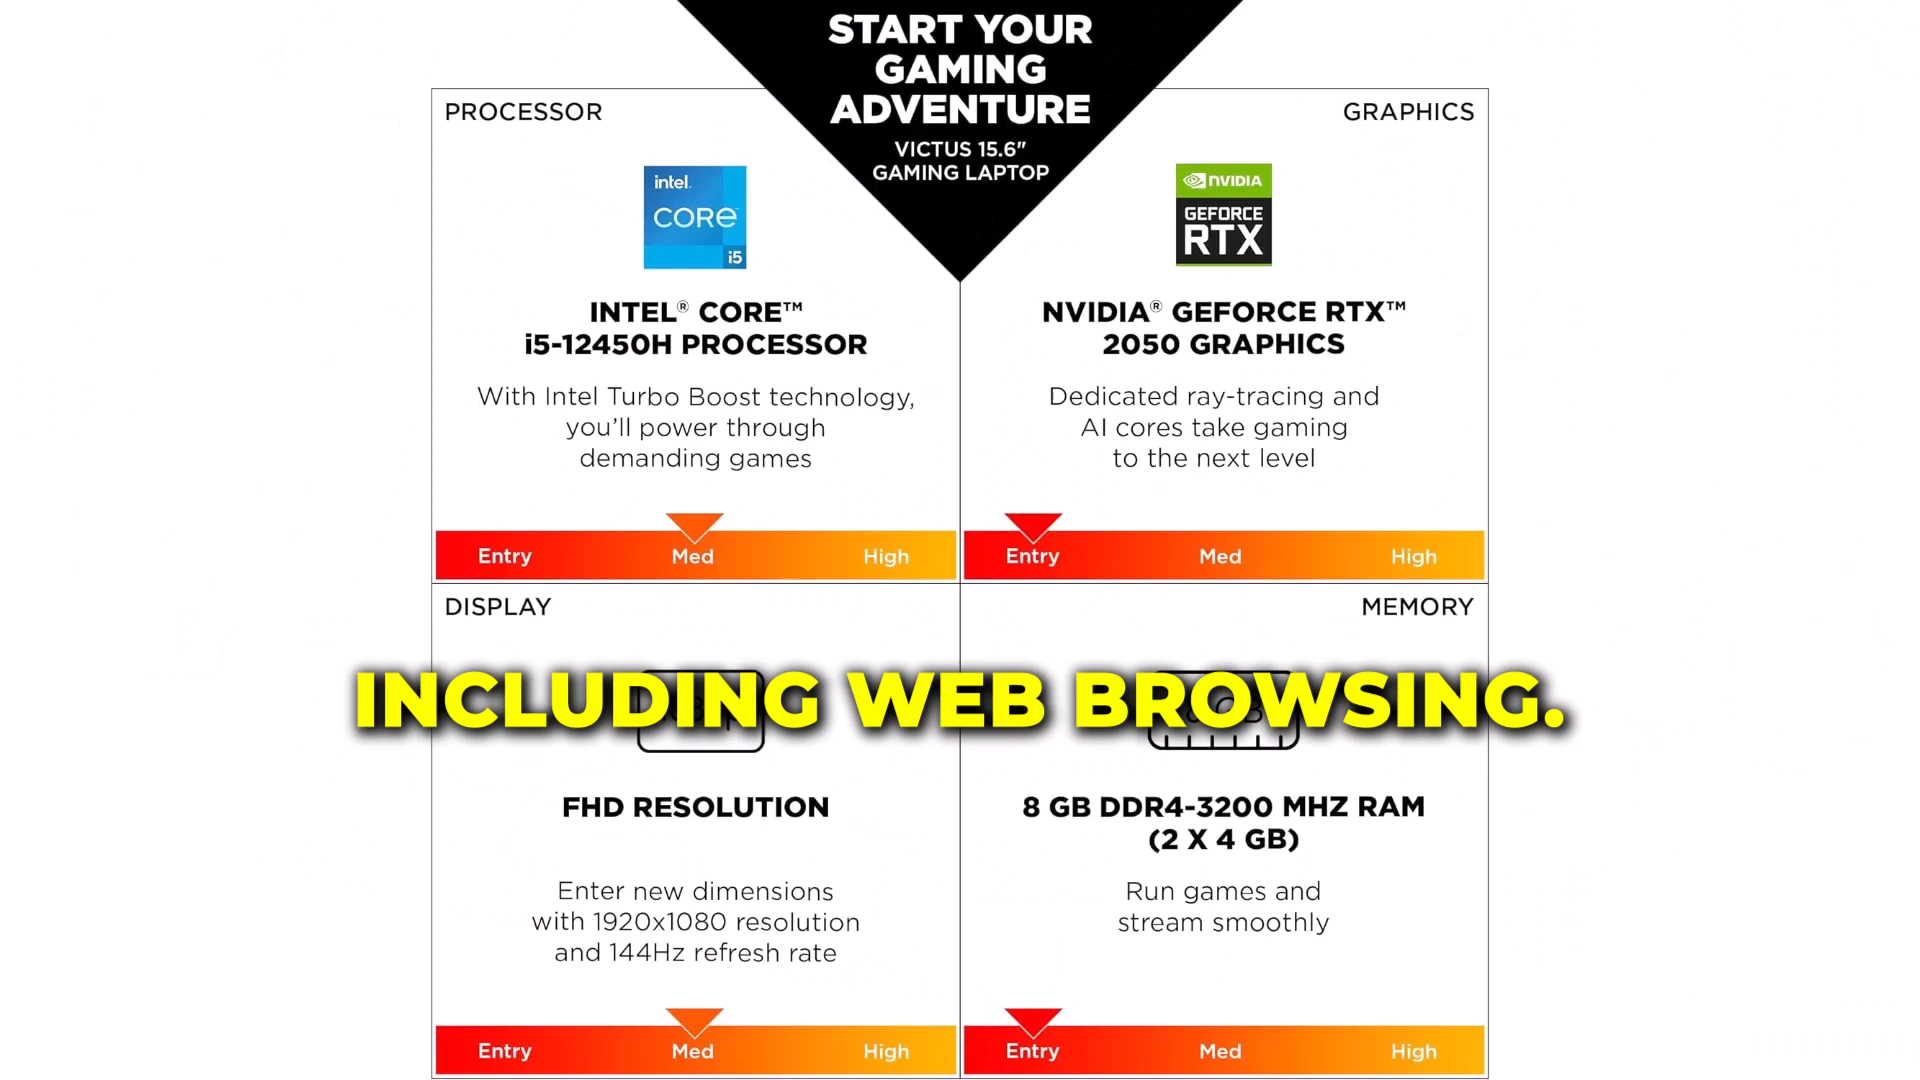 START YOUR
GAMING
ADVENTURE
VICTUS 15.6"
GAMING LAPTOP
PROCESSOR
intel.
CORE™
i5
INTEL® CORE™
i5-12450H PROCESSOR
With Intel Turbo Boost technology,
you'll power through
demanding games
Entry Med High
GRAPHICS
NVIDIA
GEFORCE
RTX
NVIDIA® GEFORCE RTX™
2050 GRAPHICS
Dedicated ray-tracing and
AI cores take gaming
to the next level
Entry Med High
DISPLAY
INCLUDING WEB BROWSING.
FHD RESOLUTION
Enter new dimensions
with 1920x1080 resolution
and 144Hz refresh rate
Entry Med High
MEMORY
8 GB DDR4-3200 MHZ RAM
(2 X 4 GB)
Run games and
stream smoothly
Entry Med High